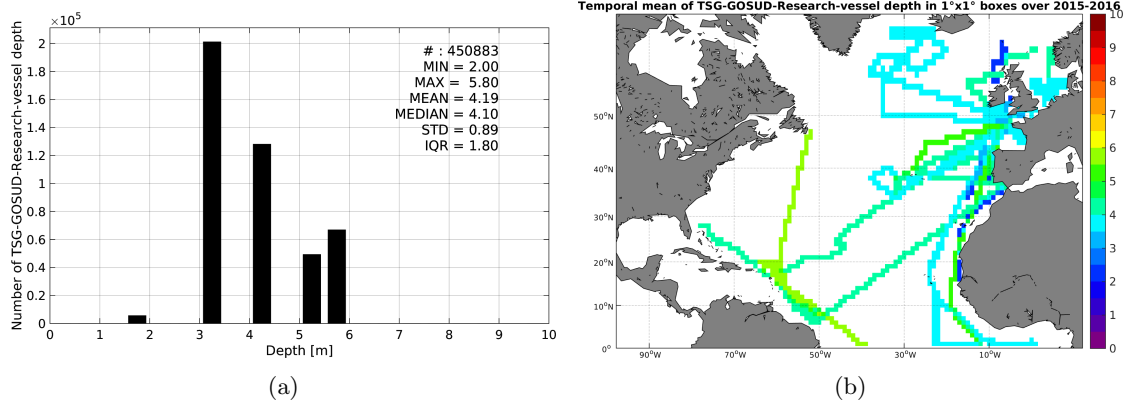 ×10⁵
Number of TSG-GOSUD-Research-vessel depth
2
1.8
1.6
1.4
1.2
1
0.8
0.6
0.4
0.2
0
# : 450883
MIN = 2.00
MAX = 5.80
MEAN = 4.19
MEDIAN = 4.10
STD = 0.89
IQR = 1.80
0 1 2 3 4 5 6 7 8 9 10
Depth [m]
(a)
Temporal mean of TSG-GOSUD-Research-vessel depth in 1°x1° boxes over 2015-2016
50°N
40°N
30°N
20°N
10°N
0°
90°W 70°W 50°W 30°W 10°W
10
9
8
7
6
5
4
3
2
1
0
(b)